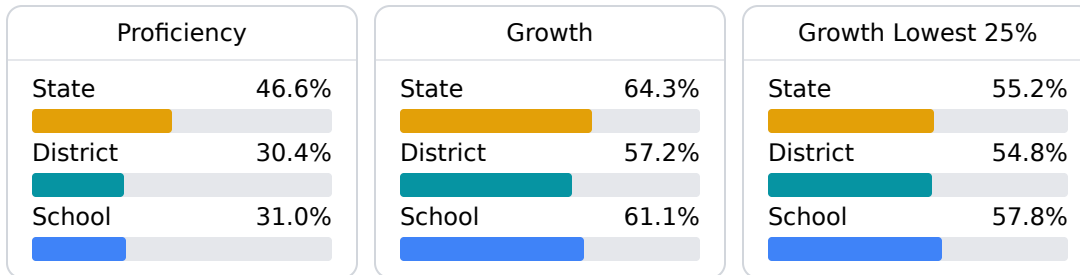 Proficiency
State 46.6%
District 30.4%
School 31.0%
Growth
State 64.3%
District 57.2%
School 61.1%
Growth Lowest 25%
State 55.2%
District 54.8%
School 57.8%